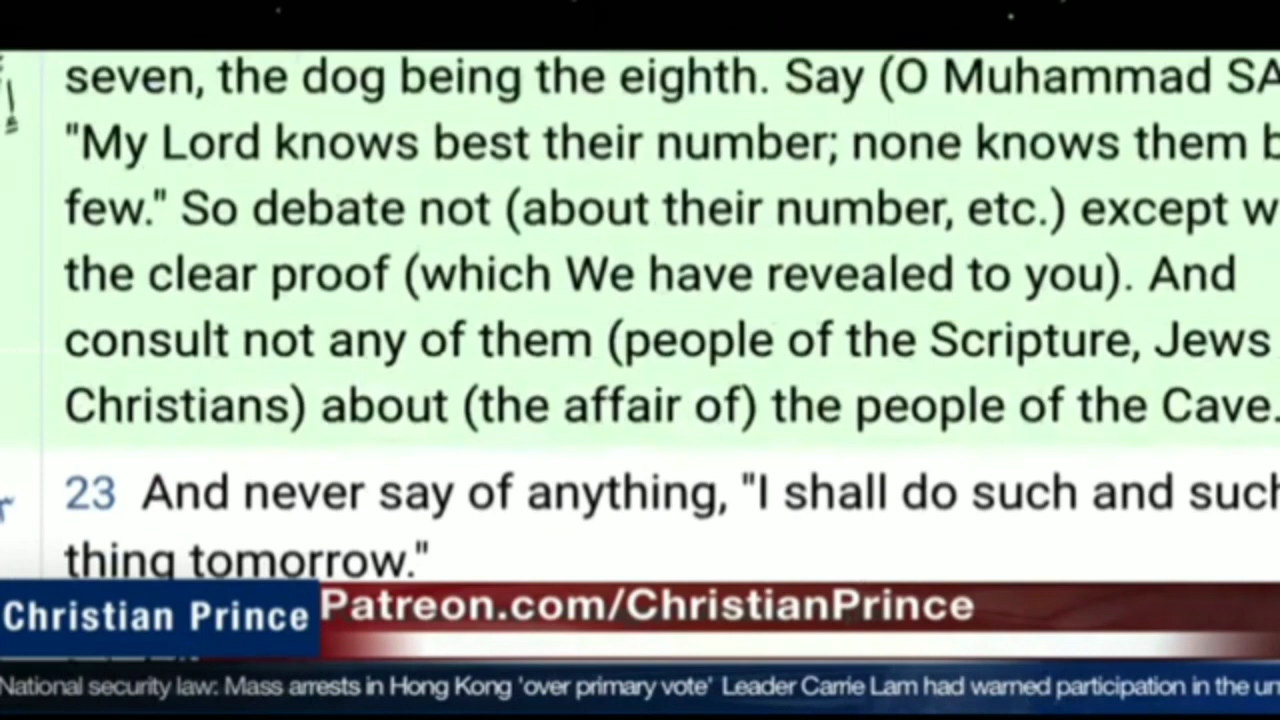 seven, the dog being the eighth. Say (O Muhammad SA
"My Lord knows best their number; none knows them b
few." So debate not (about their number, etc.) except w
the clear proof (which We have revealed to you). And
consult not any of them (people of the Scripture, Jews
Christians) about (the affair of) the people of the Cave.
23 And never say of anything, "I shall do such and such
thing tomorrow."
Christian Prince
Patreon.com/ChristianPrince
National security law: Mass arrests in Hong Kong 'over primary vote' Leader Carrie Lam had warned participation in the un